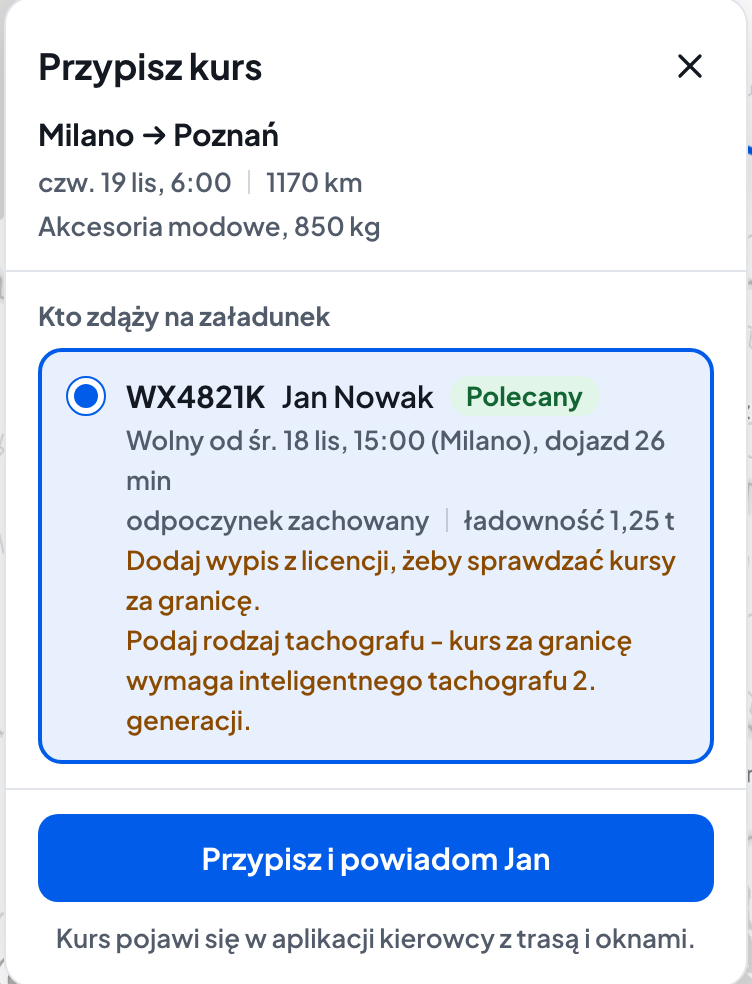 Przypisz kurs
Milano → Poznań
czw. 19 lis, 6:00 | 1170 km
Akcesoria modowe, 850 kg
Kto zdąży na załadunek
WX4821K Jan Nowak Polecany
Wolny od śr. 18 lis, 15:00 (Milano), dojazd 26
min
odpoczynek zachowany | ładowność 1,25 t
Dodaj wypis z licencji, żeby sprawdzać kursy
za granicę.
Podaj rodzaj tachografu – kurs za granicę
wymaga inteligentnego tachografu 2.
generacji.
Przypisz i powiadom Jan
Kurs pojawi się w aplikacji kierowcy z trasą i oknami.